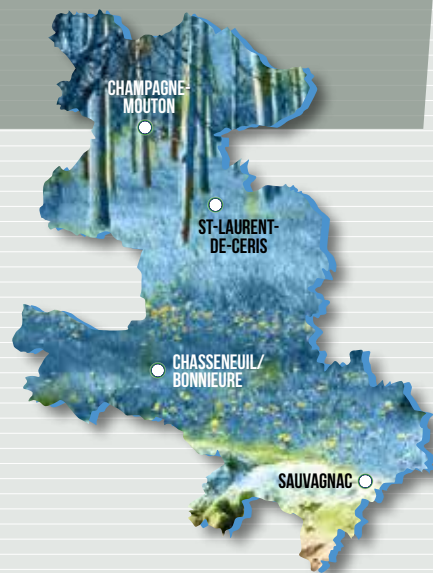 CHAMPAGNE-
MOUTON
ST-LAURENT-
DE-CERIS
CHASSENEUIL/
BONNIEURE
SAUVAGNAC